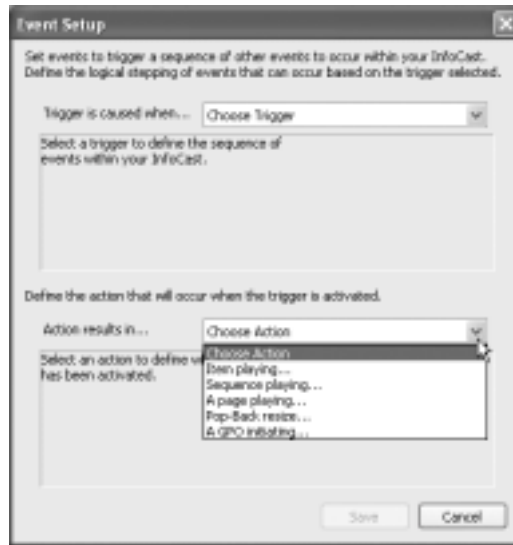 Event Setup
Set events to trigger a sequence of other events to occur within your InfoCast.
Define the logical stepping of events that can occur based on the trigger selected.
Trigger is caused when... Choose Trigger
Select a trigger to define the sequence of
events within your InfoCast.
Define the action that will occur when the trigger is activated.
Action results in... Choose Action
Select an action to define w
has been activated.
Choose Action
Item playing...
Sequence playing...
A page playing...
Pop-Back resize...
A GPO initiating...
Save Cancel